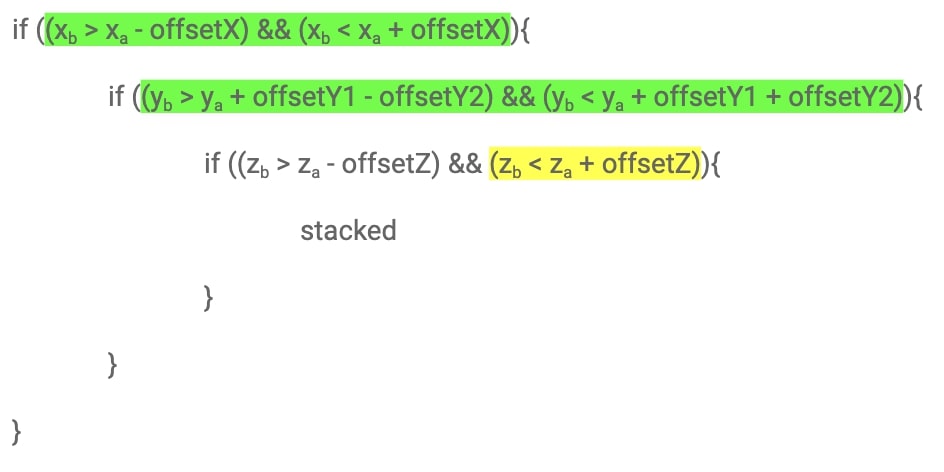 if ((x_b > x_a - offsetX) && (x_b < x_a + offsetX)){
if ((y_b > y_a + offsetY1 - offsetY2) && (y_b < y_a + offsetY1 + offsetY2)){
if ((z_b > z_a - offsetZ) && (z_b < z_a + offsetZ)){
stacked
}
}
}